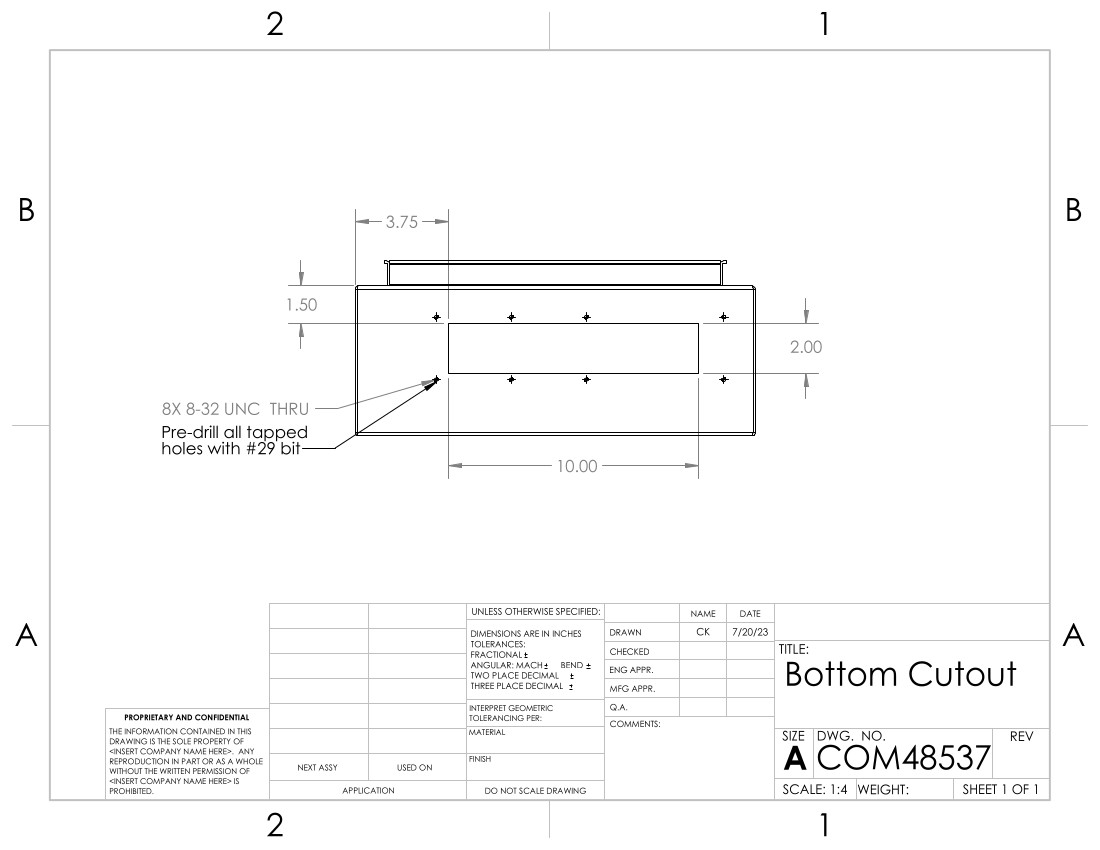 2 1
B B
3.75
1.50
2.00
8X 8-32 UNC THRU
Pre-drill all tapped
holes with #29 bit
10.00
A A
UNLESS OTHERWISE SPECIFIED:
DIMENSIONS ARE IN INCHES
TOLERANCES:
FRACTIONAL ±
ANGULAR: MACH ± BEND ±
TWO PLACE DECIMAL ±
THREE PLACE DECIMAL ±
INTERPRET GEOMETRIC
TOLERANCING PER:
MATERIAL
FINISH
DO NOT SCALE DRAWING
NAME DATE
DRAWN CK 7/20/23
CHECKED
ENG APPR.
MFG APPR.
Q.A.
COMMENTS:
TITLE:
Bottom Cutout
SIZE DWG. NO. REV
A COM48537
SCALE: 1:4 WEIGHT: SHEET 1 OF 1
PROPRIETARY AND CONFIDENTIAL
THE INFORMATION CONTAINED IN THIS
DRAWING IS THE SOLE PROPERTY OF
<INSERT COMPANY NAME HERE>. ANY
REPRODUCTION IN PART OR AS A WHOLE
WITHOUT THE WRITTEN PERMISSION OF
<INSERT COMPANY NAME HERE> IS
PROHIBITED.
NEXT ASSY USED ON
APPLICATION
2 1